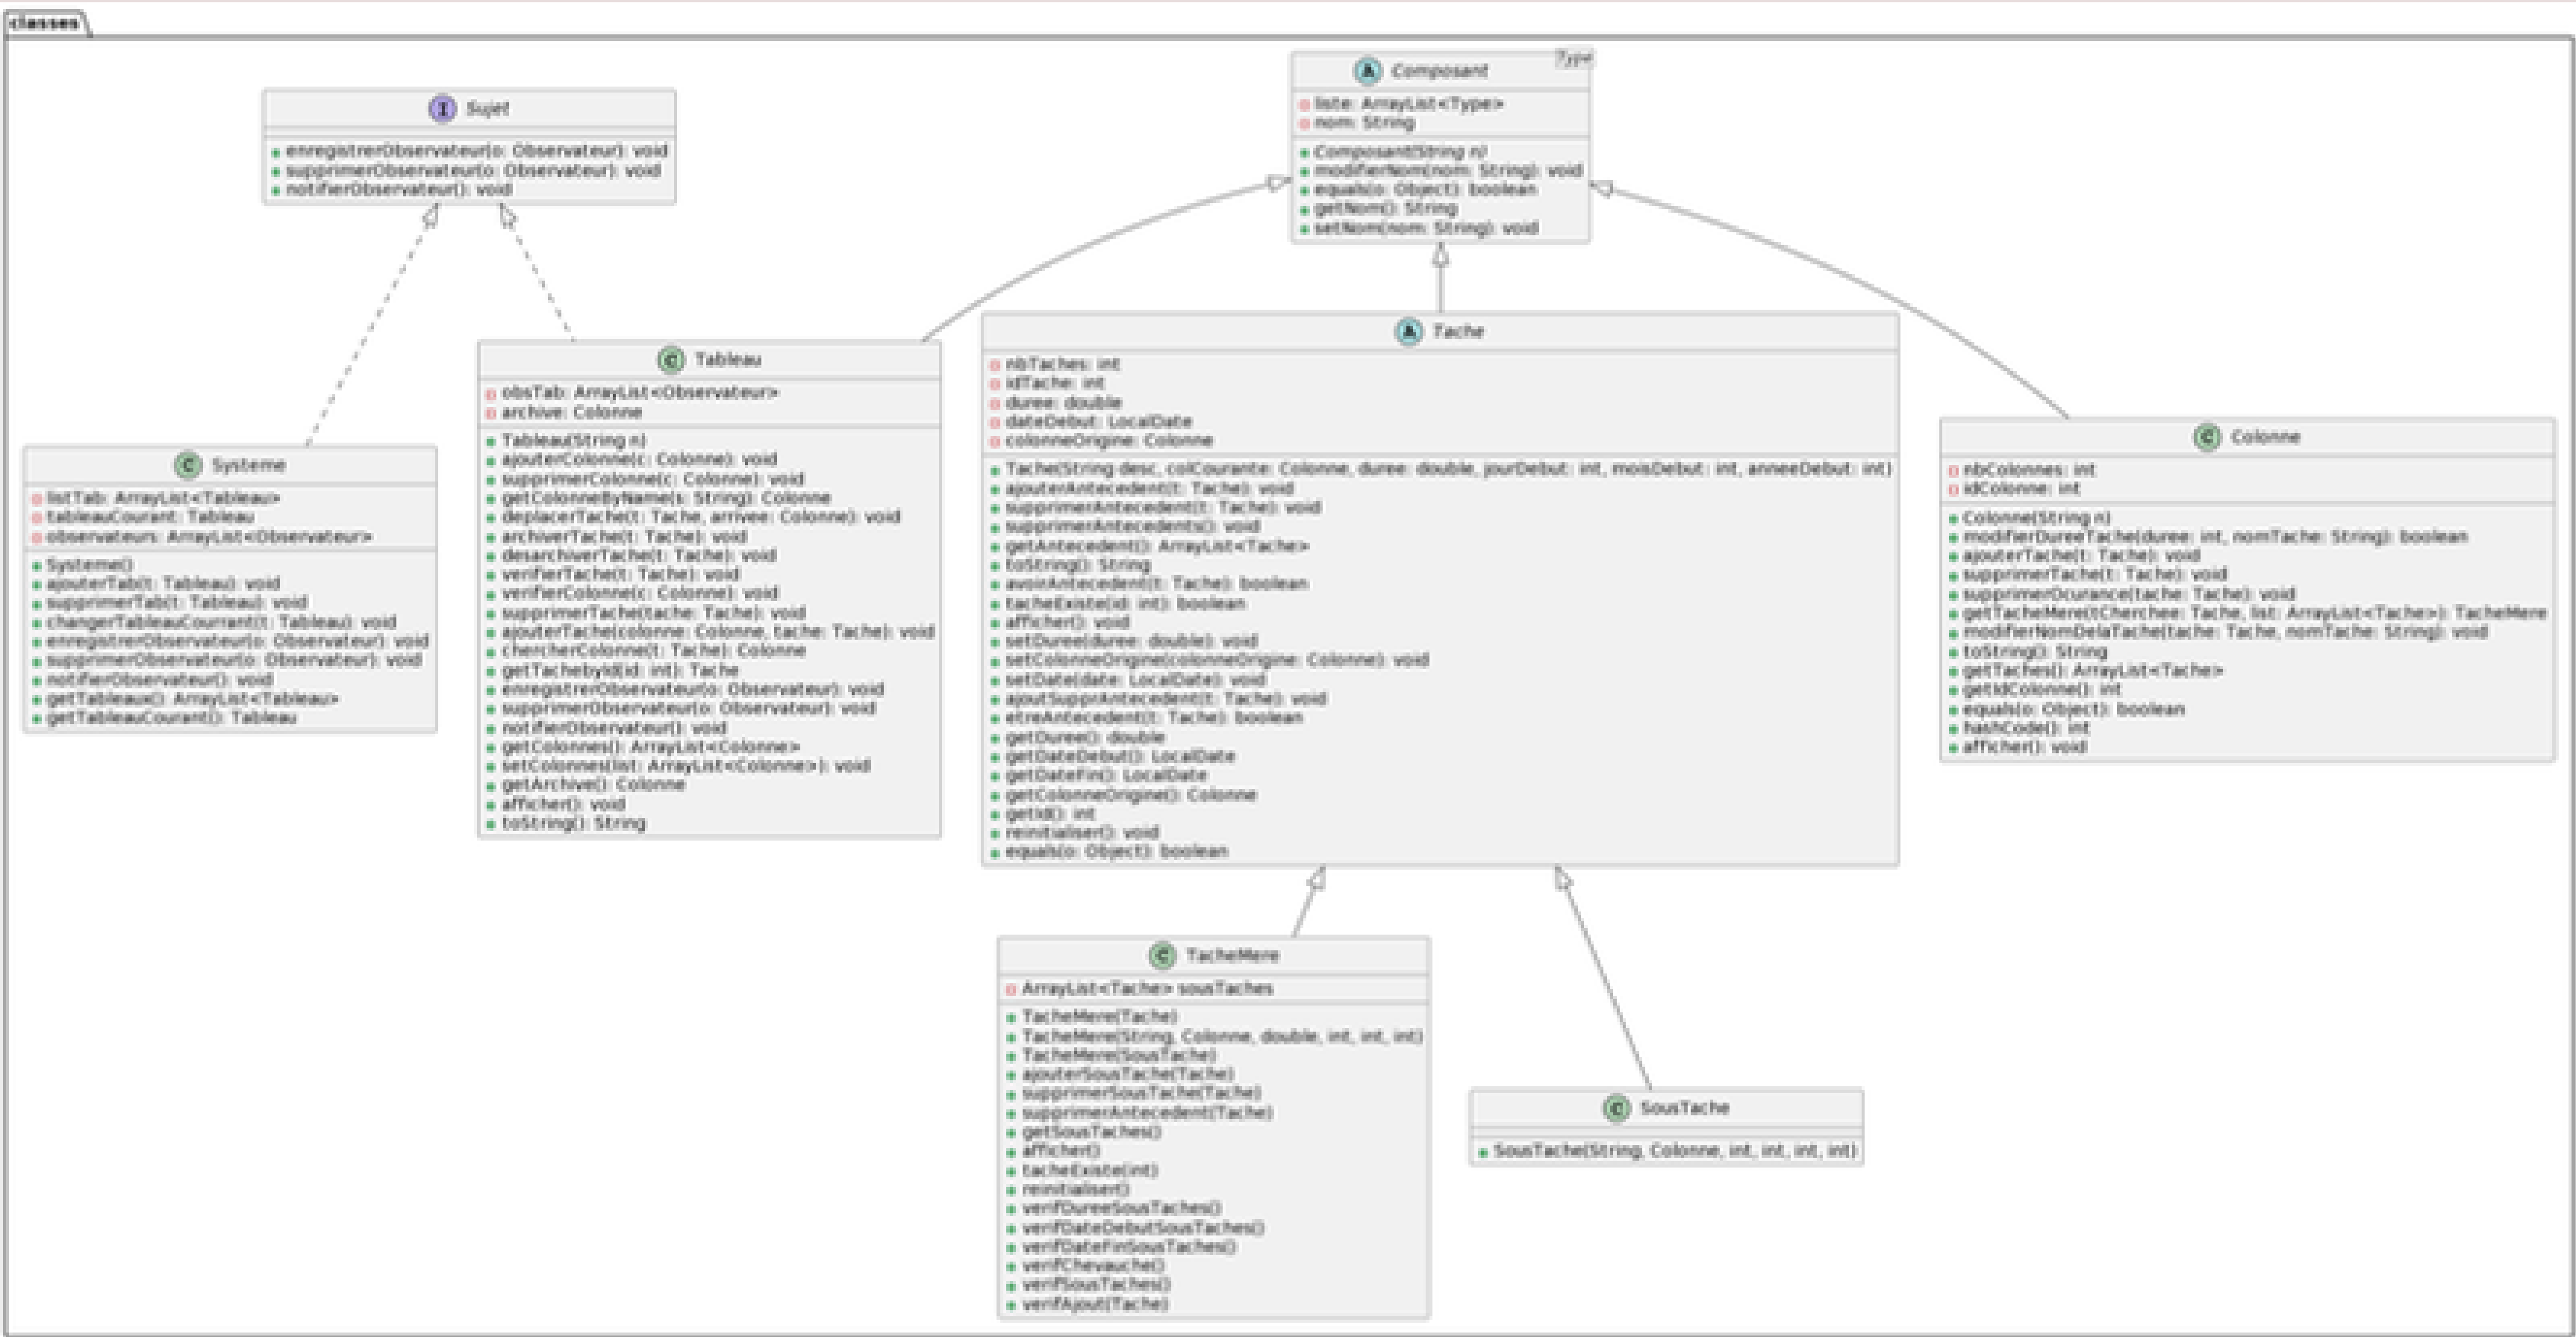 classes
Sujet
enregistrerObservateur(o: Observateur): void
supprimerObservateur(o: Observateur): void
notifierObservateur(): void
Type
Composant
liste: ArrayList<Type>
nom: String
Composant(String n)
modifierNom(nom: String): void
equals(o: Object): boolean
getNom(): String
setNom(nom: String): void
Systeme
listTab: ArrayList<Tableau>
tableauCourant: Tableau
observateurs: ArrayList<Observateur>
Systeme()
ajouterTab(t: Tableau): void
supprimerTab(t: Tableau): void
changerTableauCourrant(t: Tableau): void
enregistrerObservateur(o: Observateur): void
supprimerObservateur(o: Observateur): void
notifierObservateur(): void
getTableaux(): ArrayList<Tableau>
getTableauCourant(): Tableau
Tableau
obsTab: ArrayList<Observateur>
archive: Colonne
Tableau(String n)
ajouterColonne(c: Colonne): void
supprimerColonne(c: Colonne): void
getColonneByName(s: String): Colonne
deplacerTache(t: Tache, arrivee: Colonne): void
archiverTache(t: Tache): void
desarchiverTache(t: Tache): void
verifierTache(t: Tache): void
verifierColonne(c: Colonne): void
supprimerTache(tache: Tache): void
ajouterTache(colonne: Colonne, tache: Tache): void
chercherColonne(t: Tache): Colonne
getTachebyId(id: int): Tache
enregistrerObservateur(o: Observateur): void
supprimerObservateur(o: Observateur): void
notifierObservateur(): void
getColonnes(): ArrayList<Colonne>
setColonnes(list: ArrayList<Colonne>): void
getArchive(): Colonne
afficher(): void
toString(): String
Tache
nbTaches: int
idTache: int
duree: double
dateDebut: LocalDate
colonneOrigine: Colonne
Tache(String desc, colCourante: Colonne, duree: double, jourDebut: int, moisDebut: int, anneeDebut: int)
ajouterAntecedent(t: Tache): void
supprimerAntecedent(t: Tache): void
supprimerAntecedents(): void
getAntecedent(): ArrayList<Tache>
toString(): String
avoirAntecedent(t: Tache): boolean
tacheExiste(id: int): boolean
afficher(): void
setDuree(duree: double): void
setColonneOrigine(colonneOrigine: Colonne): void
setDate(date: LocalDate): void
ajoutSupprAntecedent(t: Tache): void
etreAntecedent(t: Tache): boolean
getDuree(): double
getDateDebut(): LocalDate
getDateFin(): LocalDate
getColonneOrigine(): Colonne
getId(): int
reinitialiser(): void
equals(o: Object): boolean
Colonne
nbColonnes: int
idColonne: int
Colonne(String n)
modifierDureeTache(duree: int, nomTache: String): boolean
ajouterTache(t: Tache): void
supprimerTache(t: Tache): void
supprimerOcurance(tache: Tache): void
getTacheMere(tCherchee: Tache, list: ArrayList<Tache>): TacheMere
modifierNomDelaTache(tache: Tache, nomTache: String): void
toString(): String
getTaches(): ArrayList<Tache>
getIdColonne(): int
equals(o: Object): boolean
hashCode(): int
afficher(): void
TacheMere
ArrayList<Tache> sousTaches
TacheMere(Tache)
TacheMere(String, Colonne, double, int, int, int)
TacheMere(SousTache)
ajouterSousTache(Tache)
supprimerSousTache(Tache)
supprimerAntecedent(Tache)
getSousTaches()
afficher()
tacheExiste(int)
reinitialiser()
verifDureeSousTaches()
verifDateDebutSousTaches()
verifDateFinSousTaches()
verifChevauche()
verifSousTaches()
verifAjout(Tache)
SousTache
SousTache(String, Colonne, int, int, int, int)